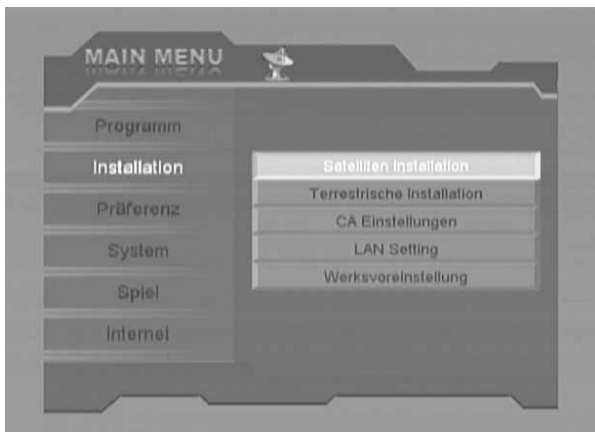 MAIN MENU
Programm
Installation
Präferenz
System
Spiel
Internet
Satelliten Installation
Terrestrische Installation
CA Einstellungen
LAN Setting
Werksvoreinstellung